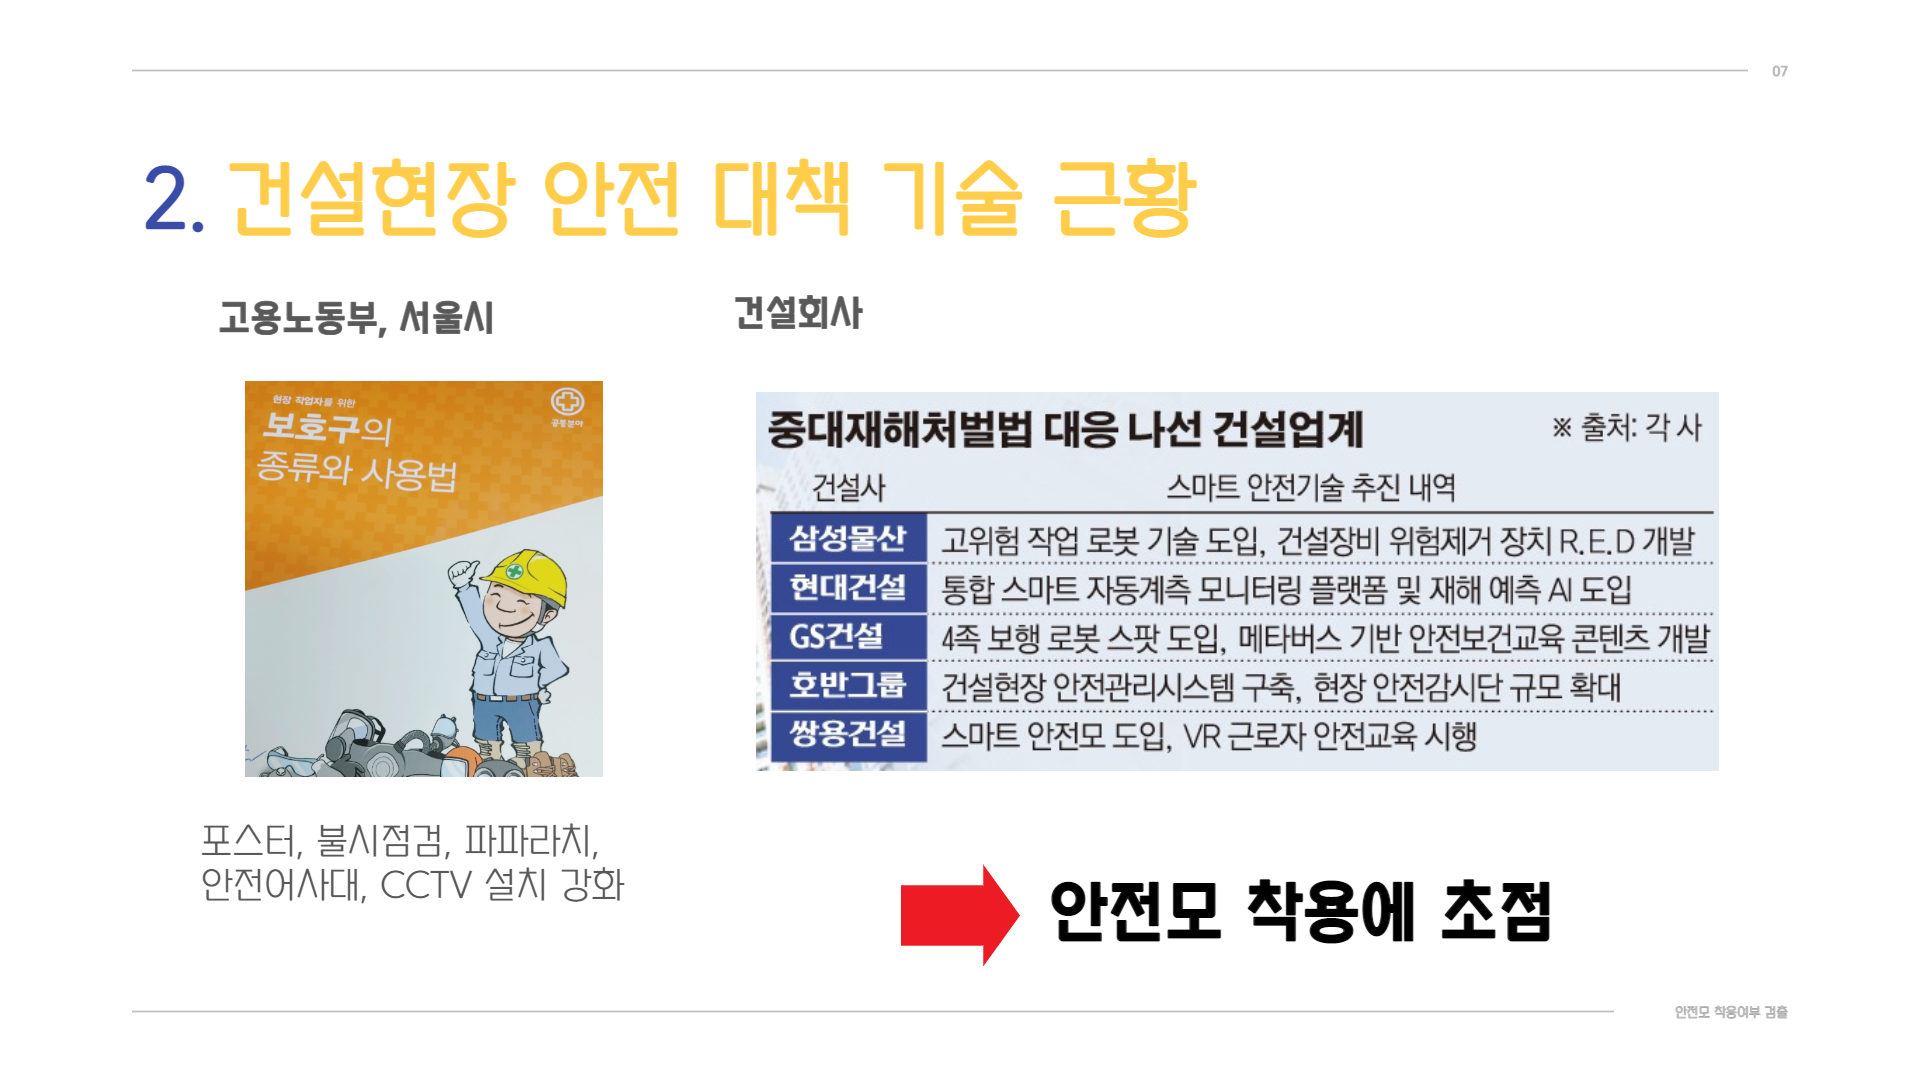 07
2. 건설현장 안전 대책 기술 근황
고용노동부, 서울시
건설회사
현장 작업자를 위한
보호구의
종류와 사용법
공통분야
중대재해처벌법 대응 나선 건설업계
※ 출처: 각 사
건설사 스마트 안전기술 추진 내역
삼성물산 고위험 작업 로봇 기술 도입, 건설장비 위험제거 장치 R.E.D 개발
현대건설 통합 스마트 자동계측 모니터링 플랫폼 및 재해 예측 AI 도입
GS건설 4족 보행 로봇 스팟 도입, 메타버스 기반 안전보건교육 콘텐츠 개발
호반그룹 건설현장 안전관리시스템 구축, 현장 안전감시단 규모 확대
쌍용건설 스마트 안전모 도입, VR 근로자 안전교육 시행
포스터, 불시점검, 파파라치,
안전어사대, CCTV 설치 강화
안전모 착용에 초점
안전모 착용여부 검출